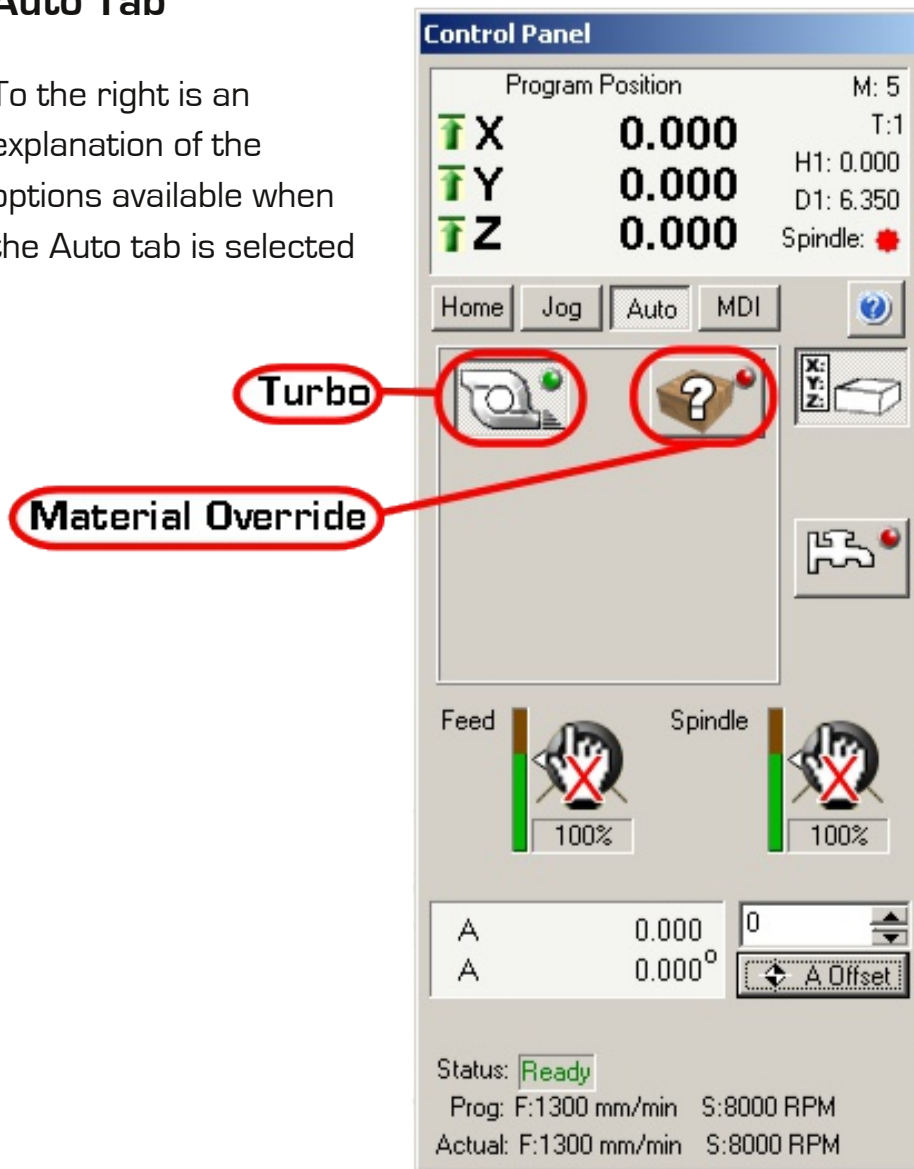 Auto Tab
To the right is an
explanation of the
options available when
the Auto tab is selected
Turbo
Material Override
Control Panel
Program Position
M: 5
X 0.000
T:1
H1: 0.000
Y 0.000
D1: 6.350
Z 0.000
Spindle:
Home Jog Auto MDI ?
X:
Y:
Z:
?
Feed
100%
Spindle
100%
A 0.000
A 0.000°
0
A Offset
Status: Ready
Prog: F:1300 mm/min S:8000 RPM
Actual: F:1300 mm/min S:8000 RPM